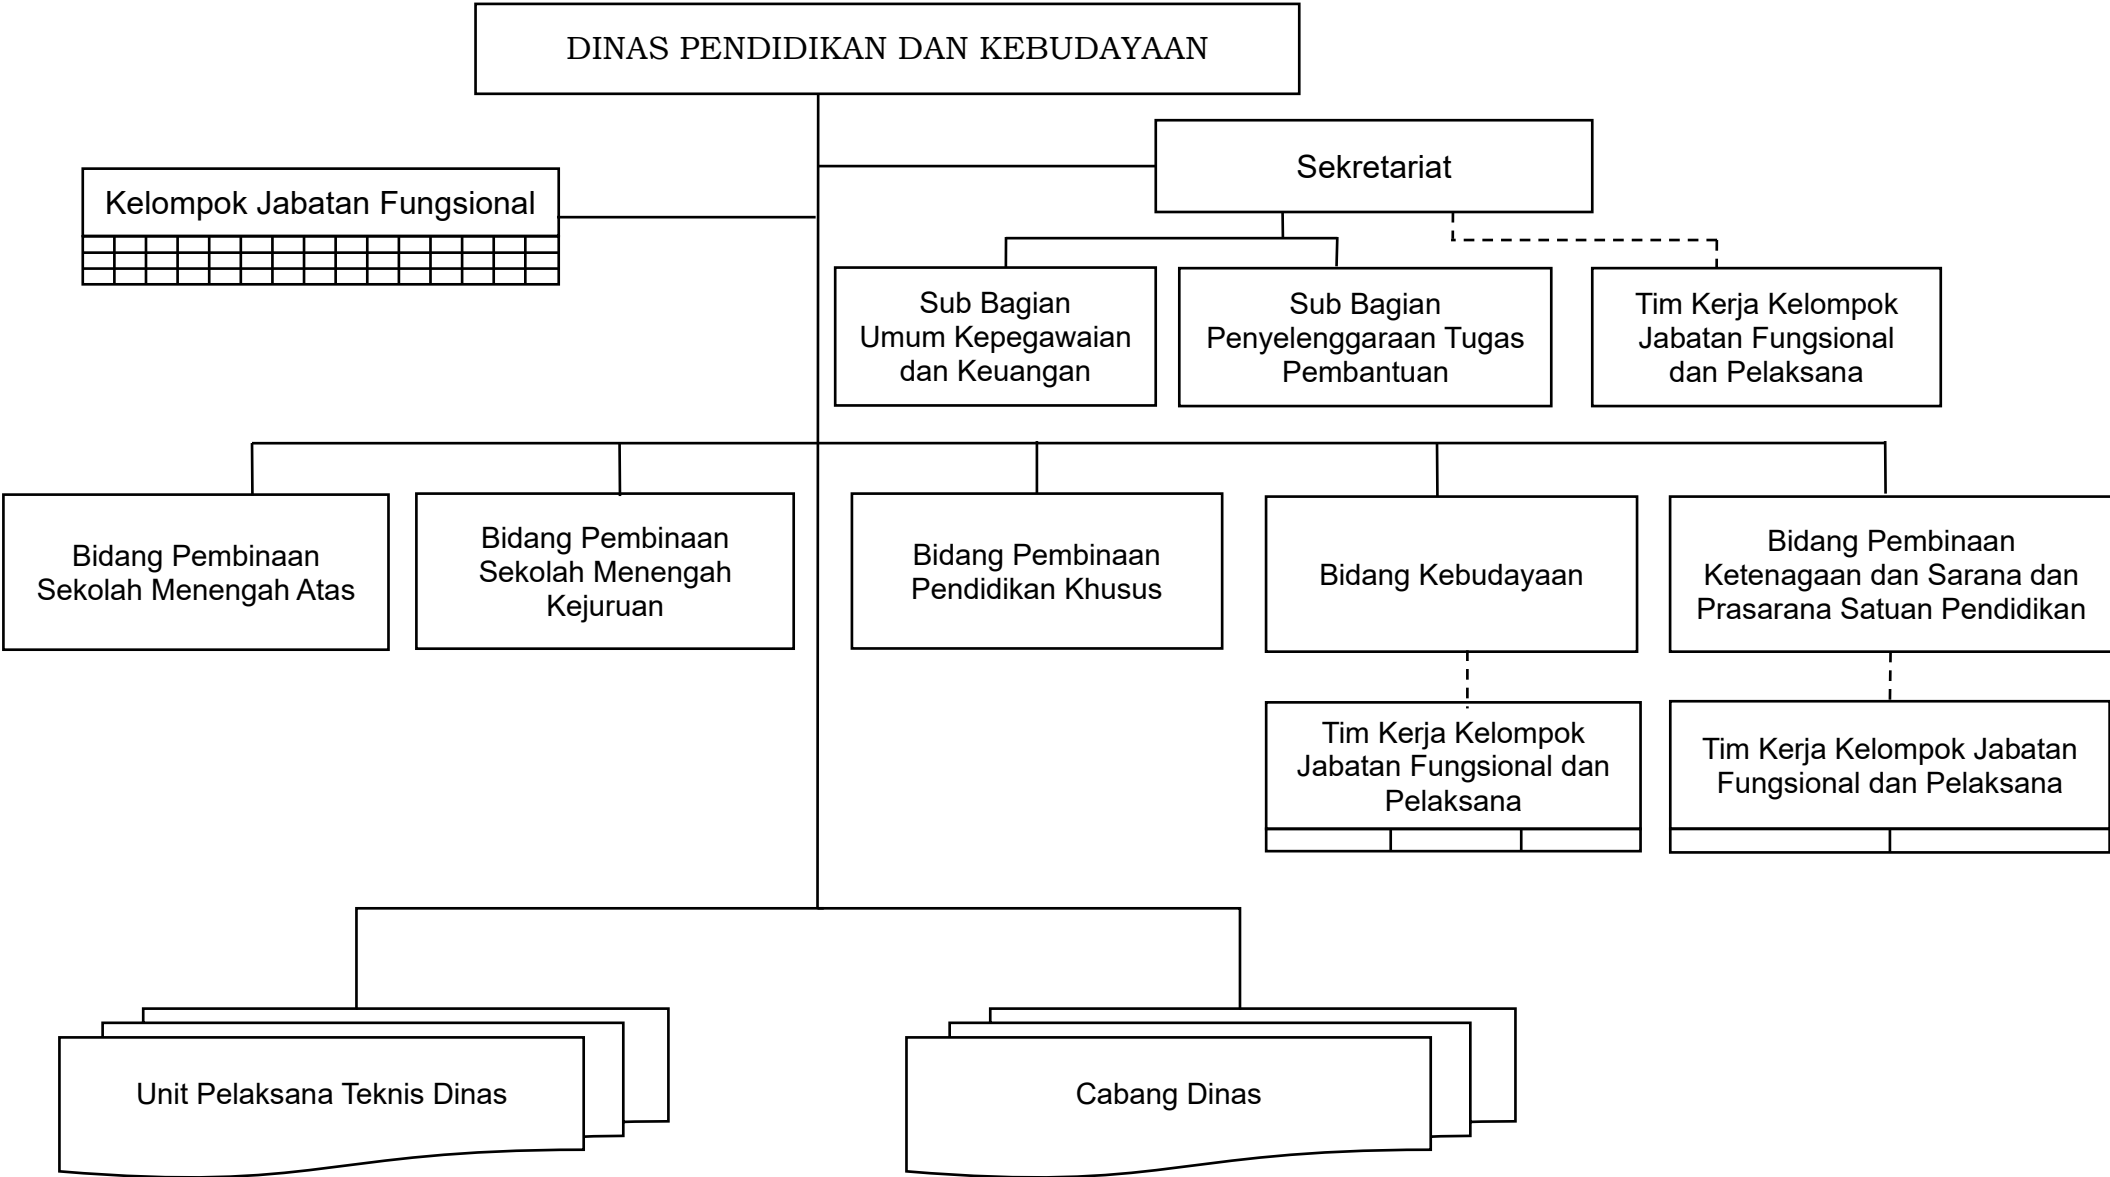 DINAS PENDIDIKAN DAN KEBUDAYAAN
Sekretariat
Kelompok Jabatan Fungsional
Sub Bagian
Umum Kepegawaian
dan Keuangan
Sub Bagian
Penyelenggaraan Tugas
Pembantuan
Tim Kerja Kelompok
Jabatan Fungsional
dan Pelaksana
Bidang Pembinaan
Sekolah Menengah Atas
Bidang Pembinaan
Sekolah Menengah
Kejuruan
Bidang Pembinaan
Pendidikan Khusus
Bidang Kebudayaan
Bidang Pembinaan
Ketenagaan dan Sarana dan
Prasarana Satuan Pendidikan
Tim Kerja Kelompok
Jabatan Fungsional dan
Pelaksana
Tim Kerja Kelompok Jabatan
Fungsional dan Pelaksana
Unit Pelaksana Teknis Dinas
Cabang Dinas